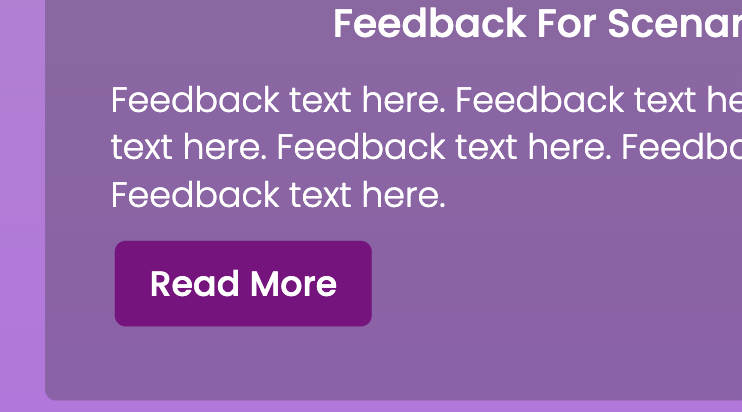 Feedback For Scenar
Feedback text here. Feedback text he
text here. Feedback text here. Feedba
Feedback text here.
Read More